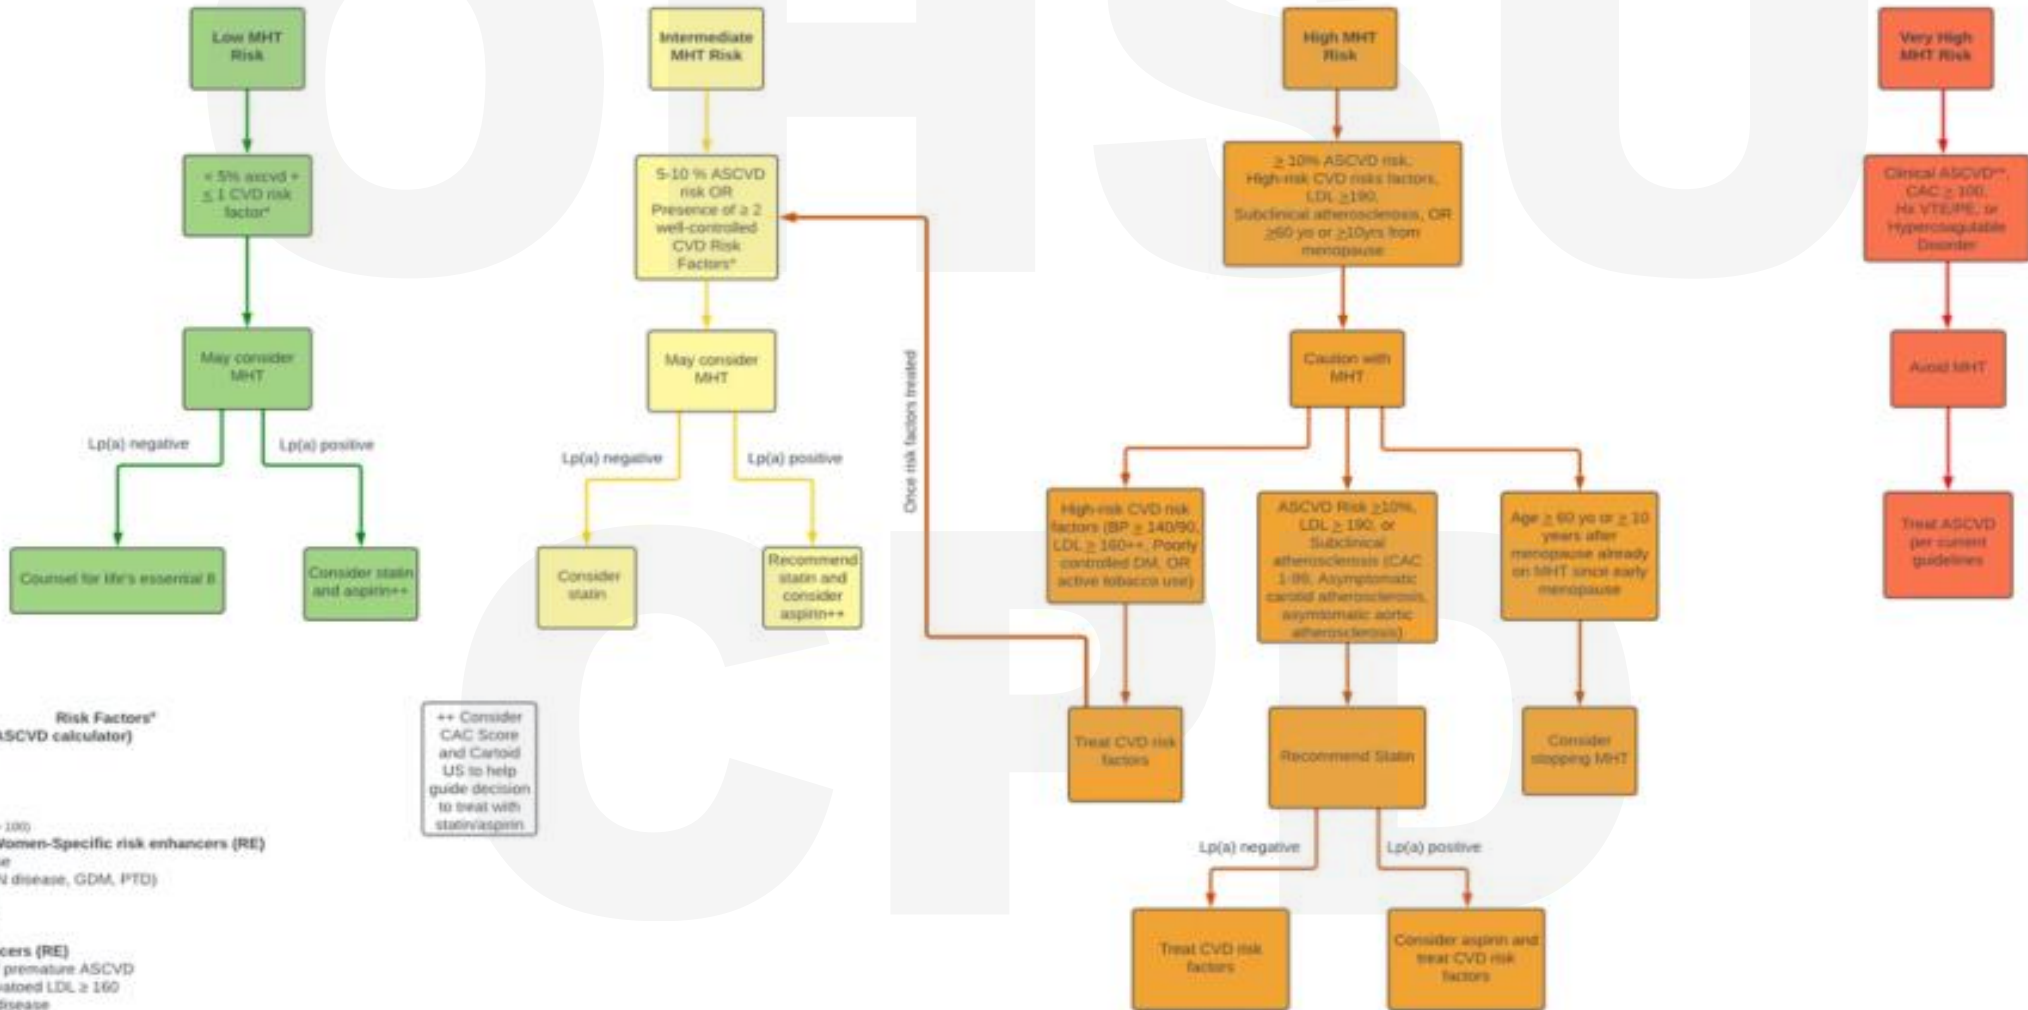 OHSU
CPD
Low MHT
Risk
< 5% ascvd +
≤ 1 CVD risk
factor*
May consider
MHT
Lp(a) negative
Lp(a) positive
Counsel for life's essential 8
Consider statin
and aspirin++
Intermediate
MHT Risk
5-10 % ASCVD
risk OR
Presence of ≥ 2
well-controlled
CVD Risk
Factors*
May consider
MHT
Lp(a) negative
Lp(a) positive
Consider
statin
Recommend
statin and
consider
aspirin++
Once risk factors treated
High MHT
Risk
≥ 10% ASCVD risk,
High-risk CVD risks factors,
LDL ≥190,
Subclinical atherosclerosis, OR
≥60 yo or ≥10yrs from
menopause
Caution with
MHT
High-risk CVD risk
factors (BP ≥ 140/90,
LDL ≥ 160++, Poorly
controlled DM, OR
active tobacco use)
Treat CVD risk
factors
ASCVD Risk ≥10%,
LDL ≥ 190, or
Subclinical
atherosclerosis (CAC
1-99, Asymptomatic
carotid atherosclerosis,
asymtomatic aortic
atherosclerosis)
Recommend Statin
Lp(a) negative
Lp(a) positive
Treat CVD risk
factors
Consider aspirin and
treat CVD risk
factors
Age ≥ 60 yo or ≥ 10
years after
menopause already
on MHT since early
menopause
Consider
stopping MHT
Very High
MHT Risk
Clinical ASCVD**,
CAC ≥ 100,
Hx VTE/PE, or
Hypercoagulable
Disorder
Avoid MHT
Treat ASCVD
per current
guidelines
Risk Factors*
ASCVD calculator)
100)
Women-Specific risk enhancers (RE)
disease, GDM, PTD)
(RE)
premature ASCVD
LDL ≥ 160
disease
++ Consider
CAC Score
and Cartoid
US to help
guide decision
to treat with
statin/aspirin